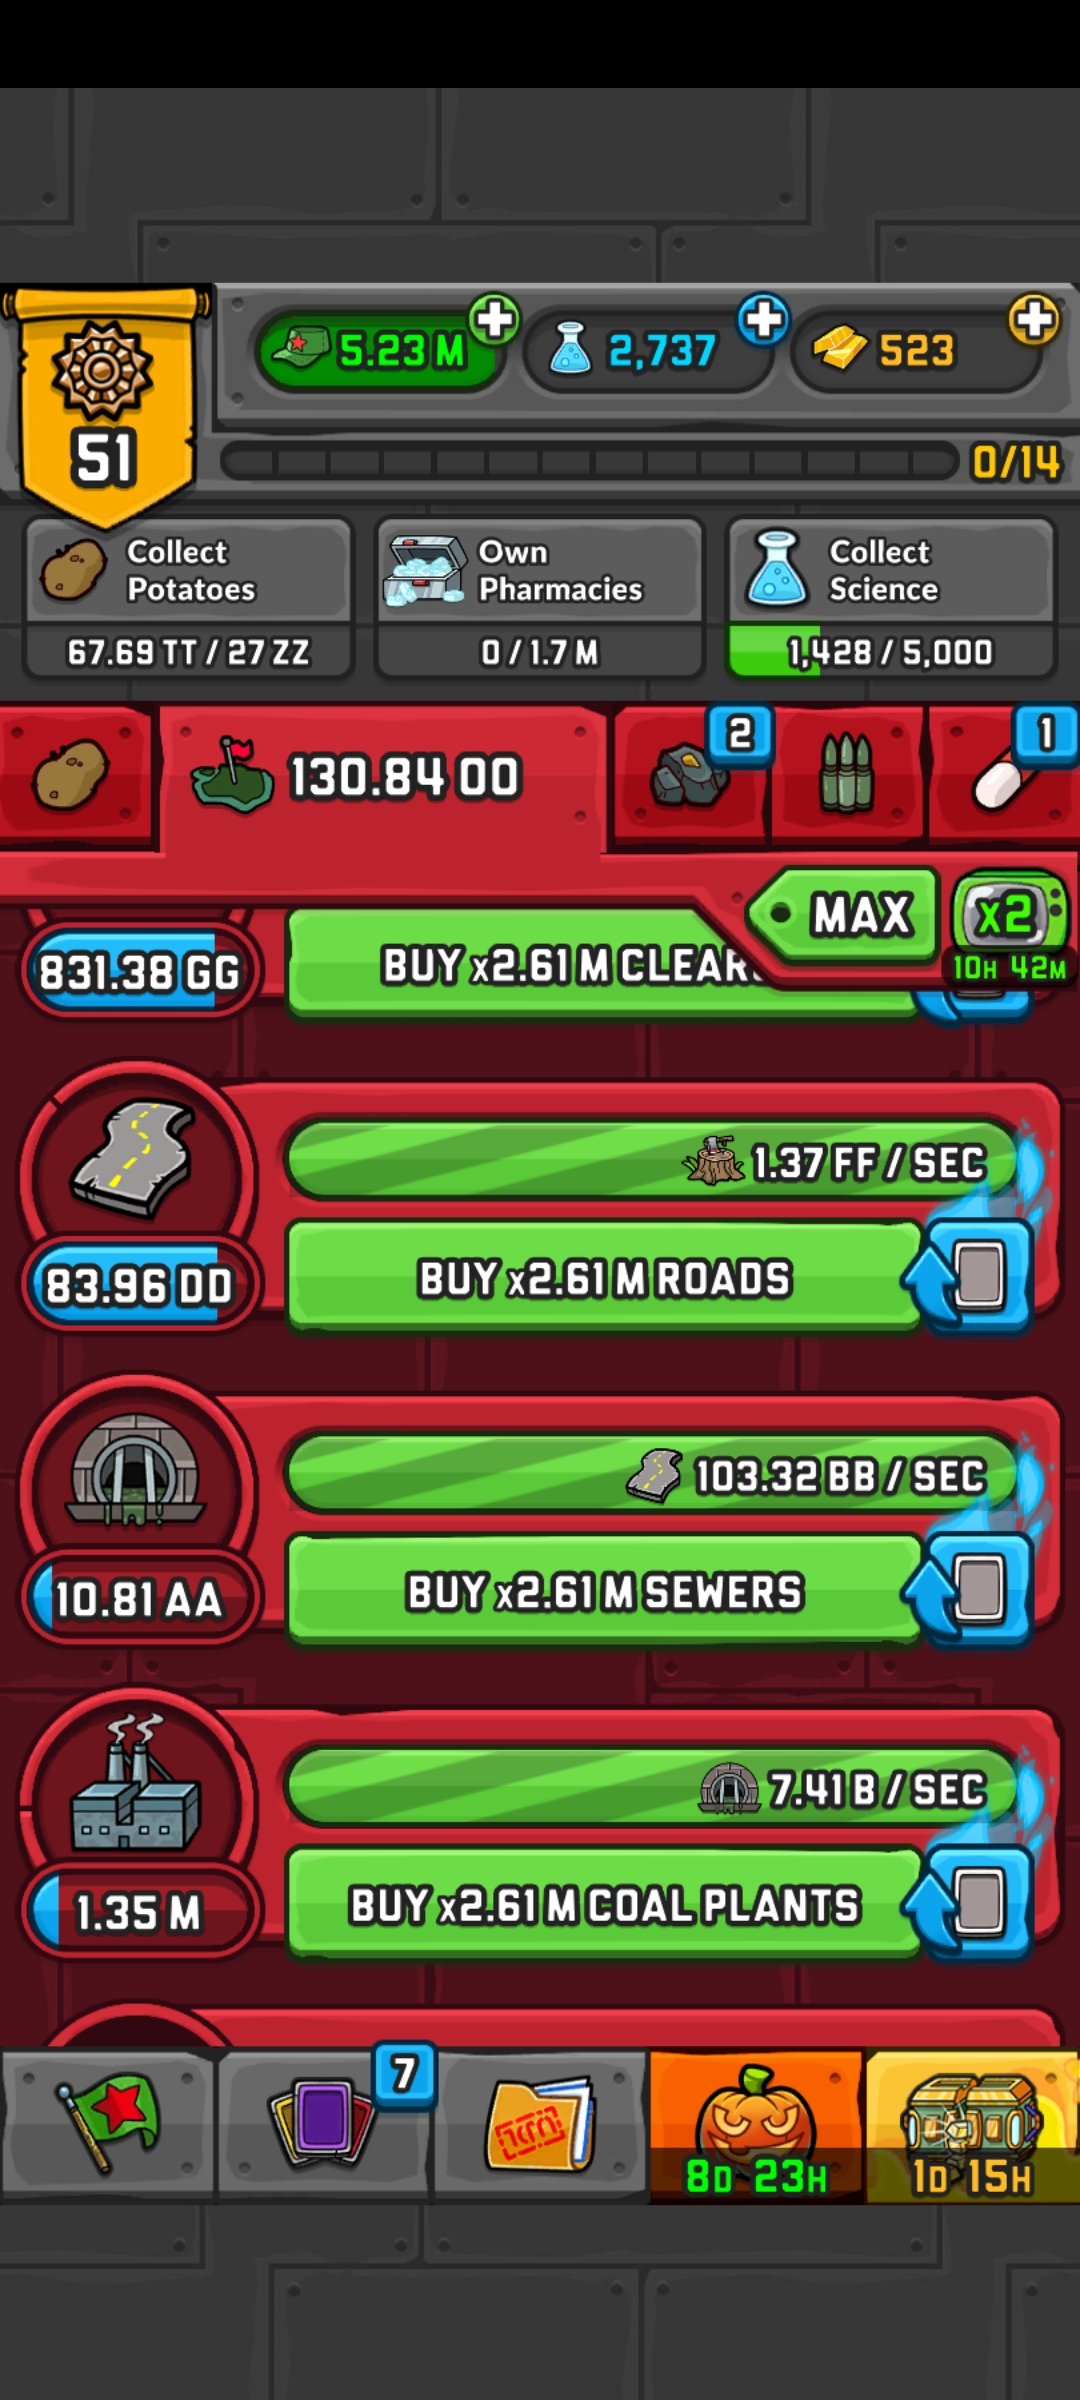 5.23 M
2,737
523
51
0/14
Collect
Potatoes
Own
Pharmacies
Collect
Science
67.69 TT / 27 ZZ
0 / 1.7 M
1,428 / 5,000
130.84 OO
2
1
MAX
x2
10H 42M
831.38 GG
BUY x2.61 M
1.37 FF / SEC
83.96 DD
BUY x2.61 M ROADS
103.32 BB / SEC
10.81 AA
BUY x2.61 M SEWERS
7.41 B / SEC
1.35 M
BUY x2.61 M COAL PLANTS
7
8D 23H
1D 15H